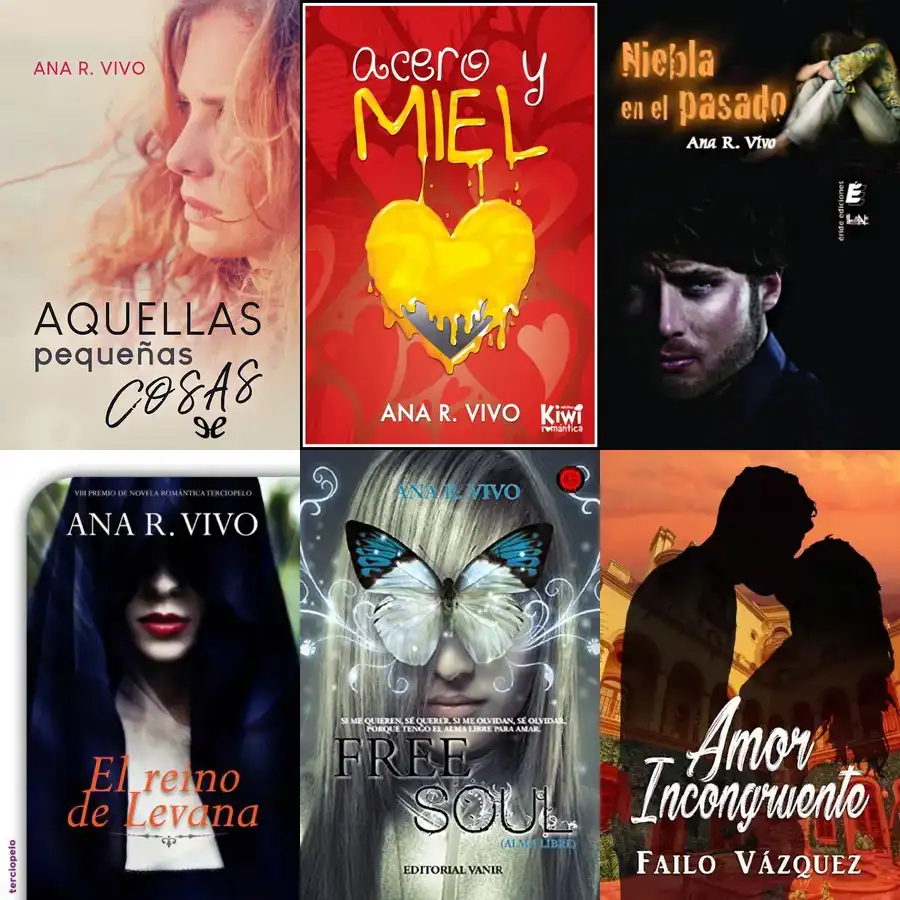 ANA R. VIVO
AQUELLAS
pequeñas
COSAS
acero y
MIEL
ANA R. VIVO
Kiwi
romántica
Niebla
en el pasado
Ana R. Vivo
éride ediciones
VIII PREMIO DE NOVELA ROMÁNTICA TERCIOPELO
ANA R. VIVO
El reino
de Levana
terciopelo
ANA R. VIVO
SI ME QUIEREN, SÉ QUERER. SI ME OLVIDAN, SÉ OLVIDAR.
PORQUE TENGO EL ALMA LIBRE PARA AMAR.
FREE
SOUL
(ALMA LIBRE)
EDITORIAL VANIR
Amor
Incongruente
FAILO VÁZQUEZ